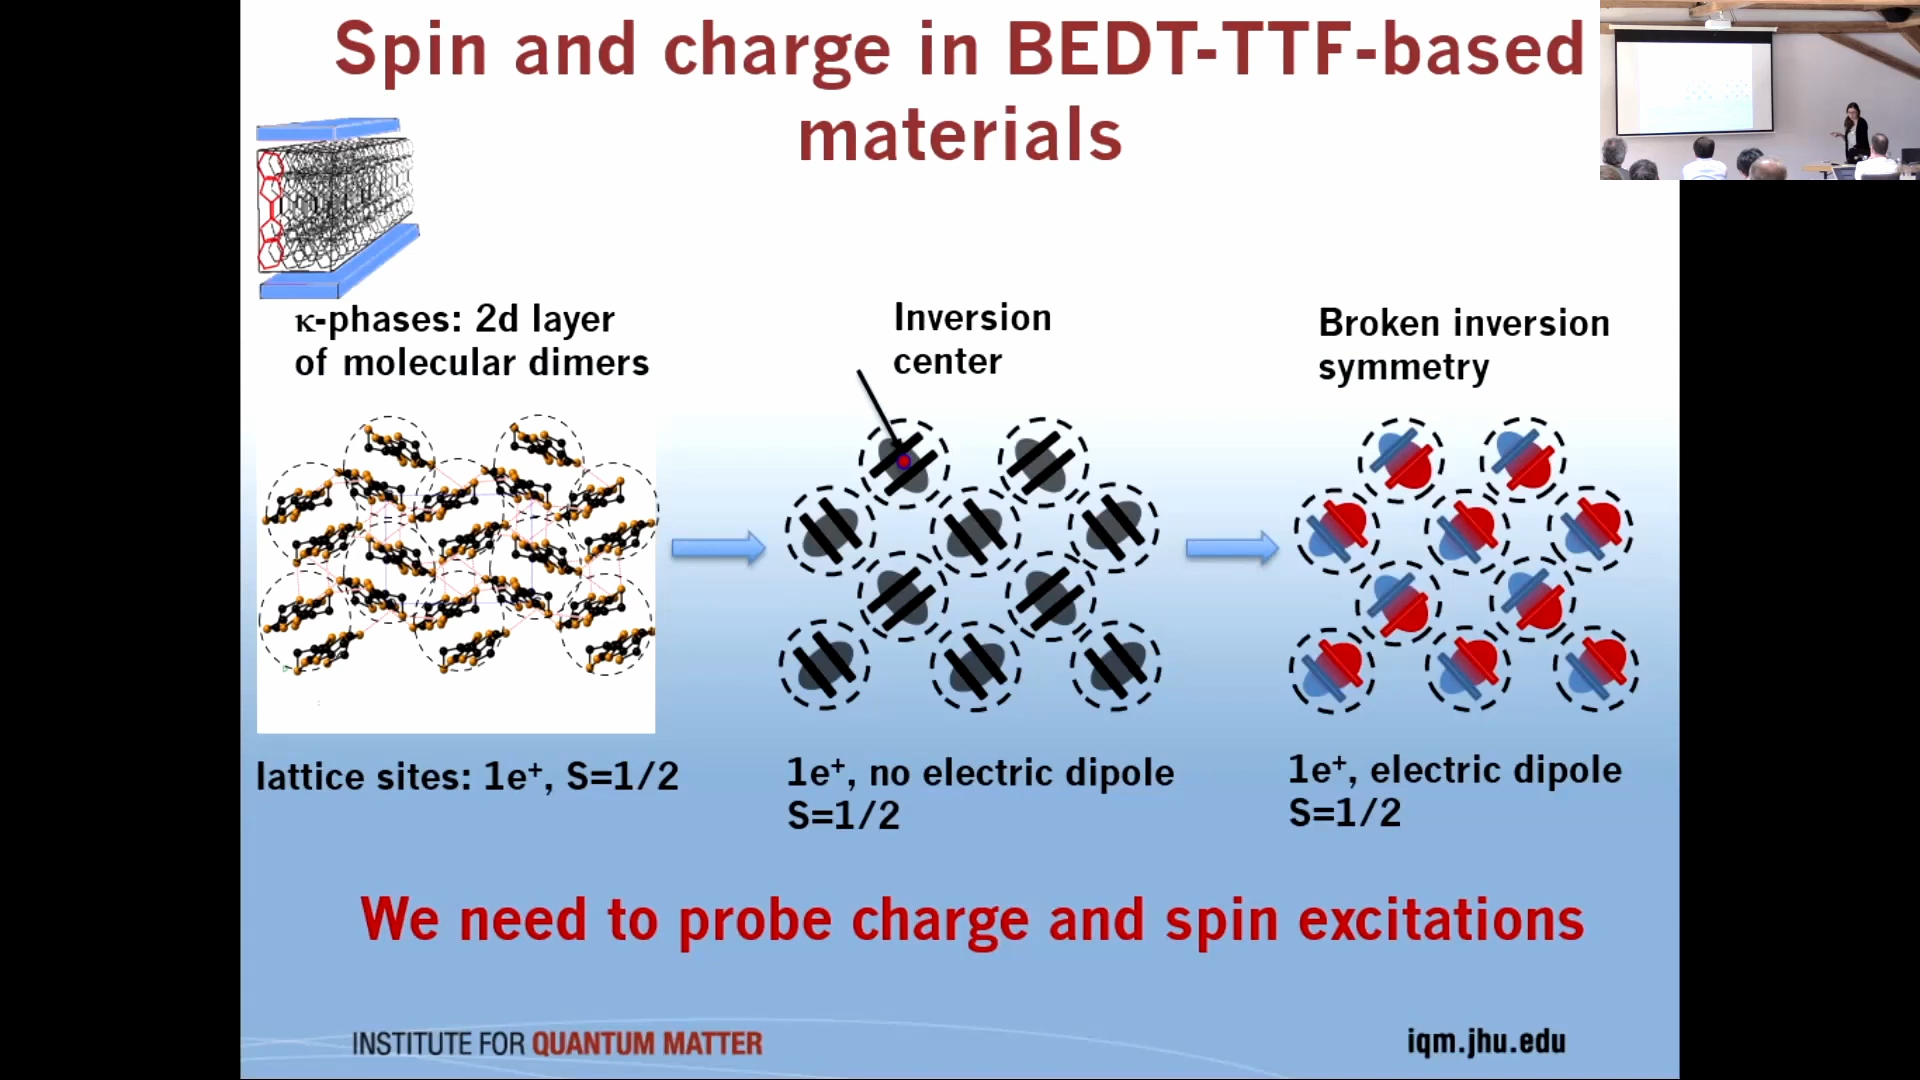 Spin and charge in BEDT-TTF-based
materials
κ-phases: 2d layer
of molecular dimers
Inversion
center
Broken inversion
symmetry
lattice sites: 1e⁺, S=1/2
1e⁺, no electric dipole
S=1/2
1e⁺, electric dipole
S=1/2
We need to probe charge and spin excitations
INSTITUTE FOR QUANTUM MATTER
iqm.jhu.edu